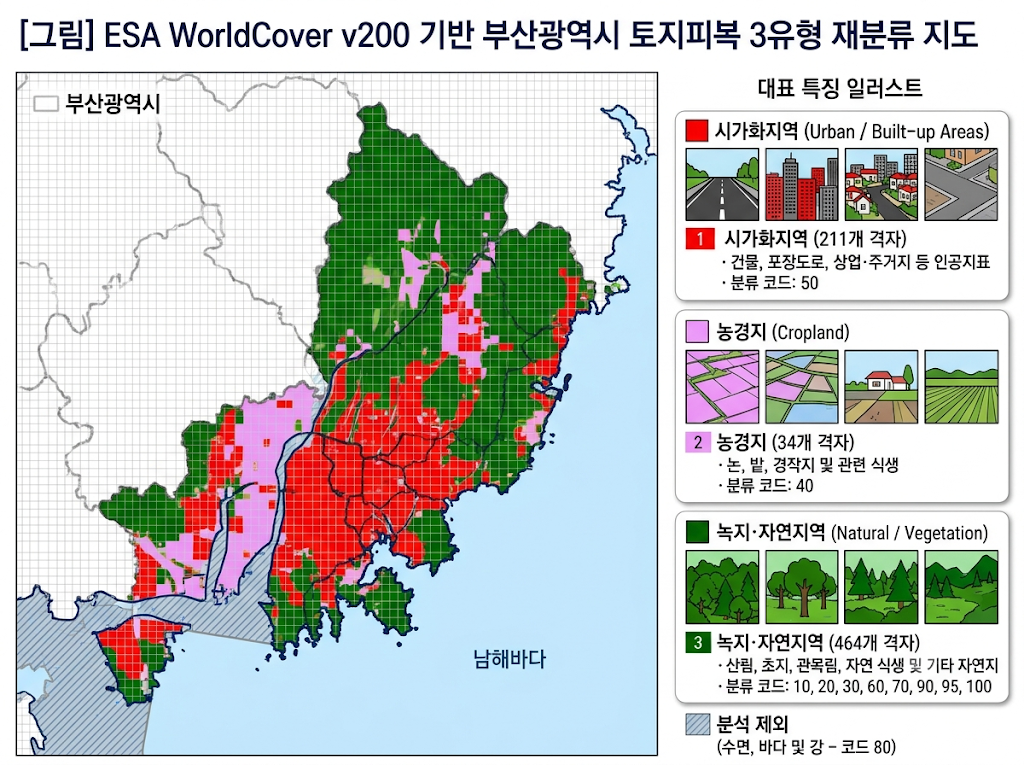 [그림] ESA WorldCover v200 기반 부산광역시 토지피복 3유형 재분류 지도
부산광역시
남해바다
대표 특징 일러스트
시가화지역 (Urban / Built-up Areas)
1 시가화지역 (211개 격자)
· 건물, 포장도로, 상업·주거지 등 인공지표
· 분류 코드: 50
농경지 (Cropland)
2 농경지 (34개 격자)
· 논, 밭, 경작지 및 관련 식생
· 분류 코드: 40
녹지·자연지역 (Natural / Vegetation)
3 녹지·자연지역 (464개 격자)
· 산림, 초지, 관목림, 자연 식생 및 기타 자연지
· 분류 코드: 10, 20, 30, 60, 70, 90, 95, 100
분석 제외
(수면, 바다 및 강 - 코드 80)